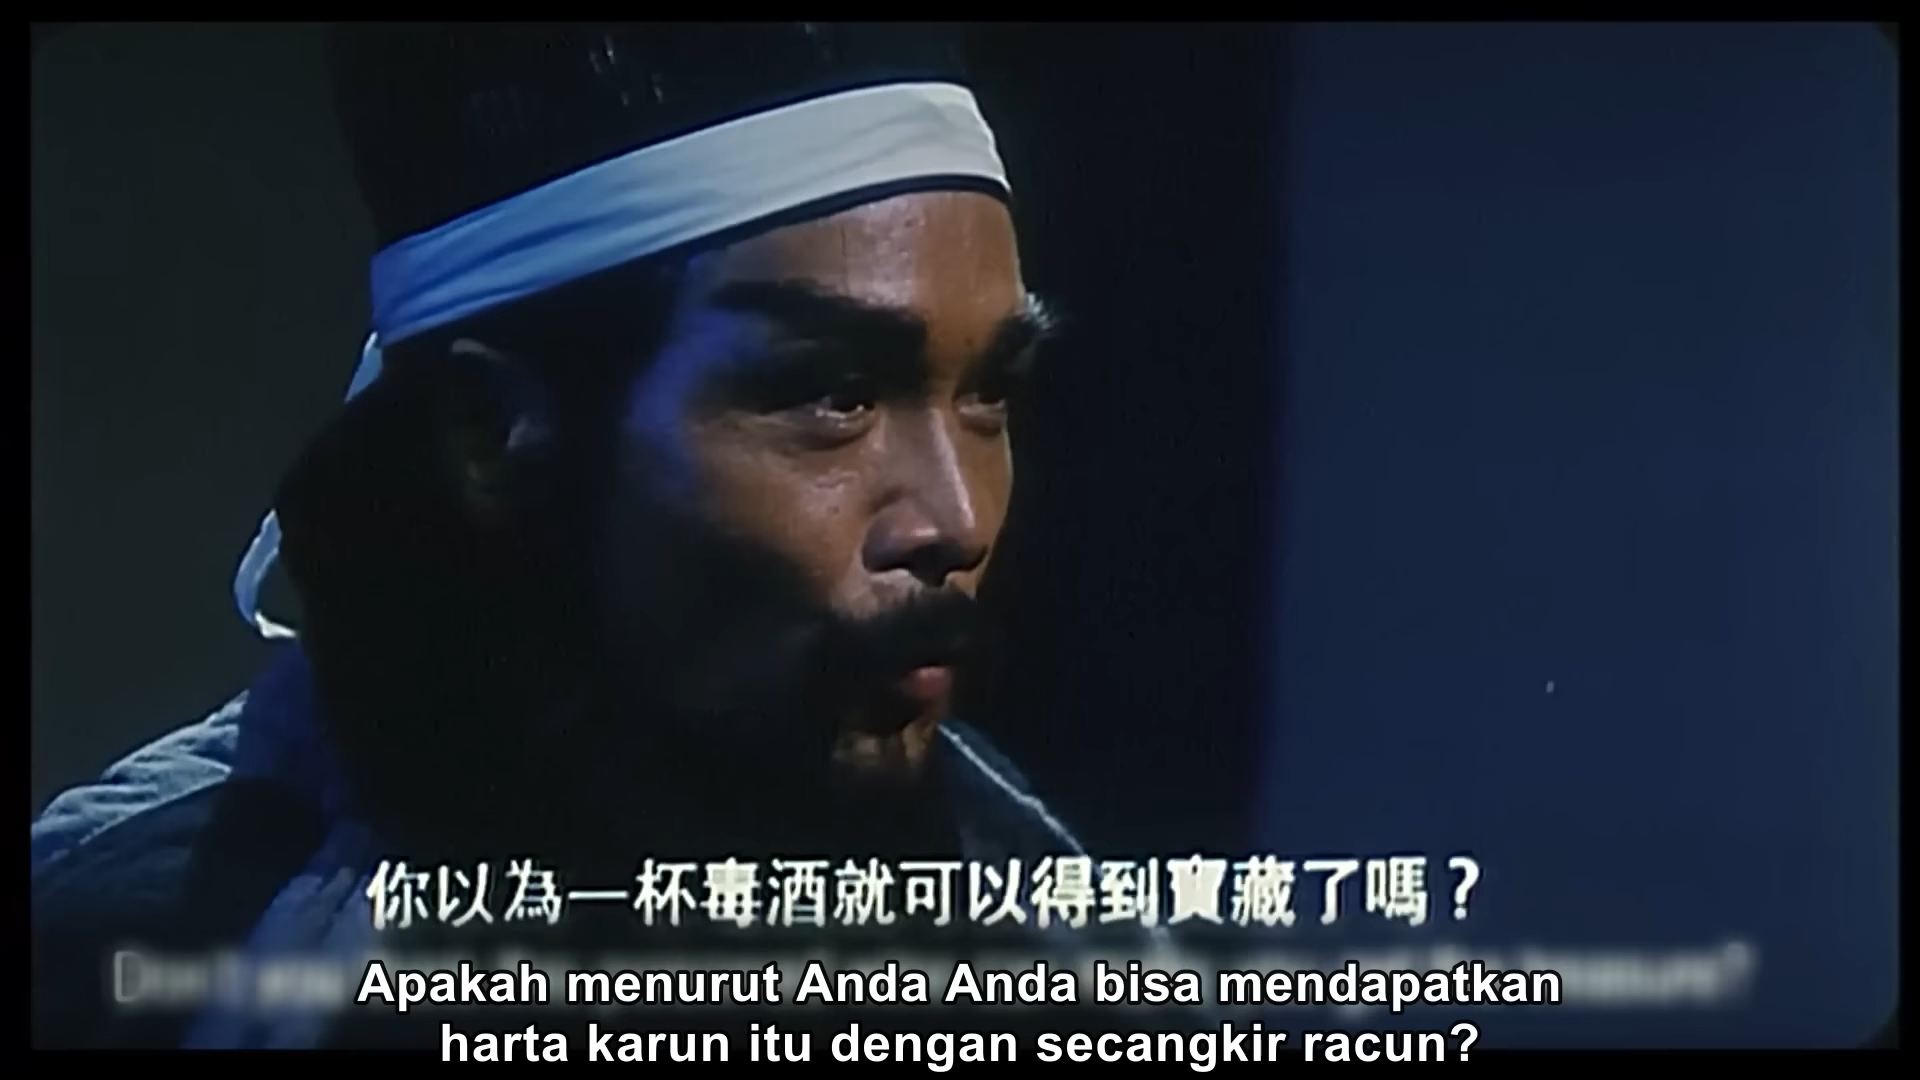 你以為一杯毒酒就可以得到寶藏了嗎？
Apakah menurut Anda Anda bisa mendapatkan
harta karun itu dengan secangkir racun?